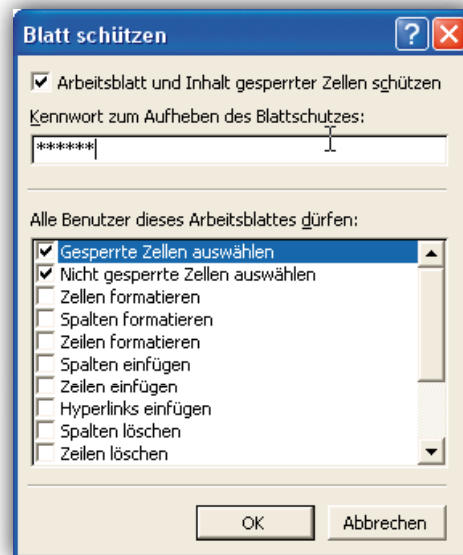 Blatt schützen
Arbeitsblatt und Inhalt gesperrter Zellen schützen
Kennwort zum Aufheben des Blattschutzes:
******
Alle Benutzer dieses Arbeitsblattes dürfen:
Gesperrte Zellen auswählen
Nicht gesperrte Zellen auswählen
Zellen formatieren
Spalten formatieren
Zeilen formatieren
Spalten einfügen
Zeilen einfügen
Hyperlinks einfügen
Spalten löschen
Zeilen löschen
OK Abbrechen